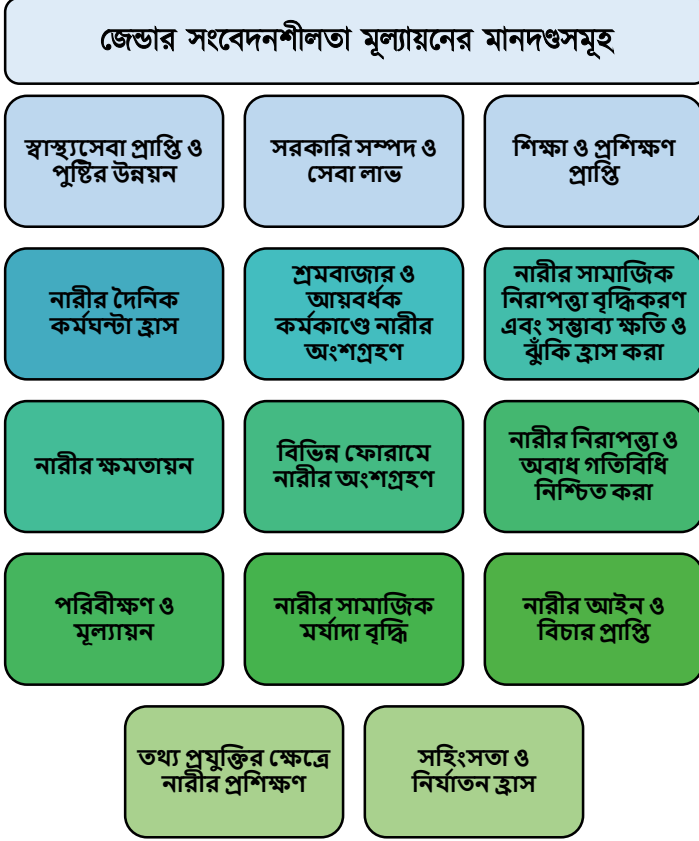 জেন্ডার সংবেদনশীলতা মূল্যায়নের মানদণ্ডসমূহ
স্বাস্থ্যসেবা প্রাপ্তি ও
পুষ্টির উন্নয়ন
সরকারি সম্পদ ও
সেবা লাভ
শিক্ষা ও প্রশিক্ষণ
প্রাপ্তি
নারীর দৈনিক
কর্মঘন্টা হ্রাস
শ্রমবাজার ও
আয়বর্ধক
কর্মকাণ্ডে নারীর
অংশগ্রহণ
নারীর সামাজিক
নিরাপত্তা বৃদ্ধিকরণ
এবং সম্ভাব্য ক্ষতি ও
ঝুঁকি হ্রাস করা
নারীর ক্ষমতায়ন
বিভিন্ন ফোরামে
নারীর অংশগ্রহণ
নারীর নিরাপত্তা ও
অবাধ গতিবিধি
নিশ্চিত করা
পরিবীক্ষণ ও
মূল্যায়ন
নারীর সামাজিক
মর্যাদা বৃদ্ধি
নারীর আইন ও
বিচার প্রাপ্তি
তথ্য প্রযুক্তির ক্ষেত্রে
নারীর প্রশিক্ষণ
সহিংসতা ও
নির্যাতন হ্রাস